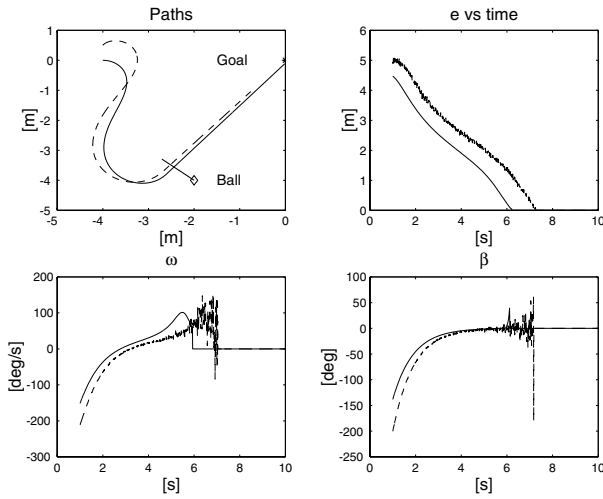 Paths
1
0
-1
-2
-3
-4
-5
[m]
-5 -4 -3 -2 -1 0
[m]
Goal
Ball
e vs time
6
5
4
3
2
1
0
[m]
0 2 4 6 8 10
[s]
ω
200
100
0
-100
-200
-300
[deg/s]
0 2 4 6 8 10
[s]
β
100
50
0
-50
-100
-150
-200
-250
[deg]
0 2 4 6 8 10
[s]